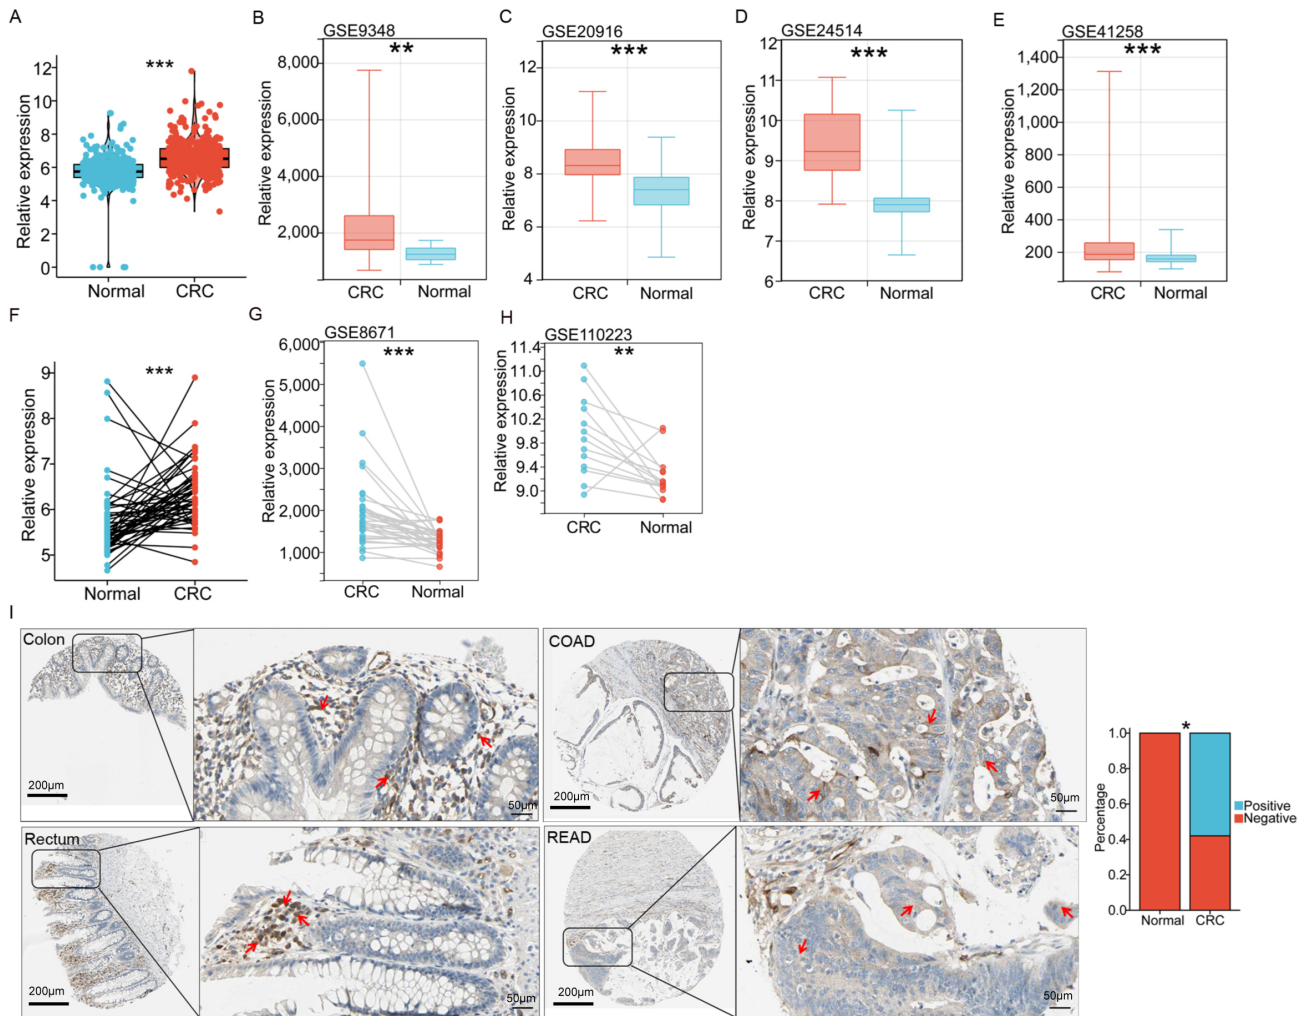 A
Relative expression
12
10
8
6
4
2
0
***
Normal
CRC
B
GSE9348
Relative expression
8,000
6,000
4,000
2,000
**
CRC
Normal
C
GSE20916
Relative expression
12
10
8
6
4
***
CRC
Normal
D
GSE24514
Relative expression
12
11
10
9
8
7
6
***
CRC
Normal
E
GSE41258
Relative expression
1,400
1,200
1,000
800
600
400
200
***
CRC
Normal
F
Relative expression
9
8
7
6
5
***
Normal
CRC
G
GSE8671
Relative expression
6,000
5,000
4,000
3,000
2,000
1,000
***
CRC
Normal
H
GSE110223
Relative expression
11.4
11.0
10.6
10.2
9.8
9.4
9.0
**
CRC
Normal
I
Colon
200μm
50μm
COAD
200μm
50μm
Rectum
200μm
50μm
READ
200μm
50μm
Percentage
1.0
0.8
0.6
0.4
0.2
0.0
*
Normal
CRC
Positive
Negative